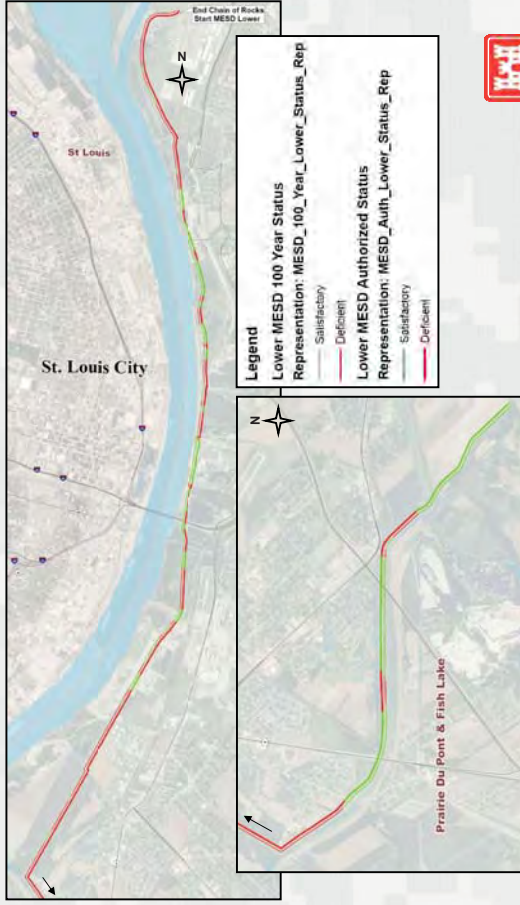 End Chain of Rocks,
Start MESD Lower
N
St Louis
St. Louis City
Legend
Lower MESD 100 Year Status
Representation: MESD_100_Year_Lower_Status_Rep
Satisfactory
Deficient
Lower MESD Authorized Status
Representation: MESD_Auth_Lower_Status_Rep
Satisfactory
Deficient
N
Prairie Du Pont & Fish Lake